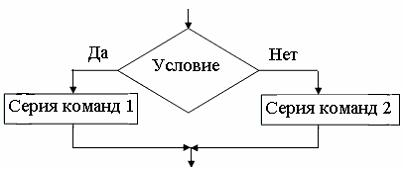 Условие
Да
Нет
Серия команд 1
Серия команд 2